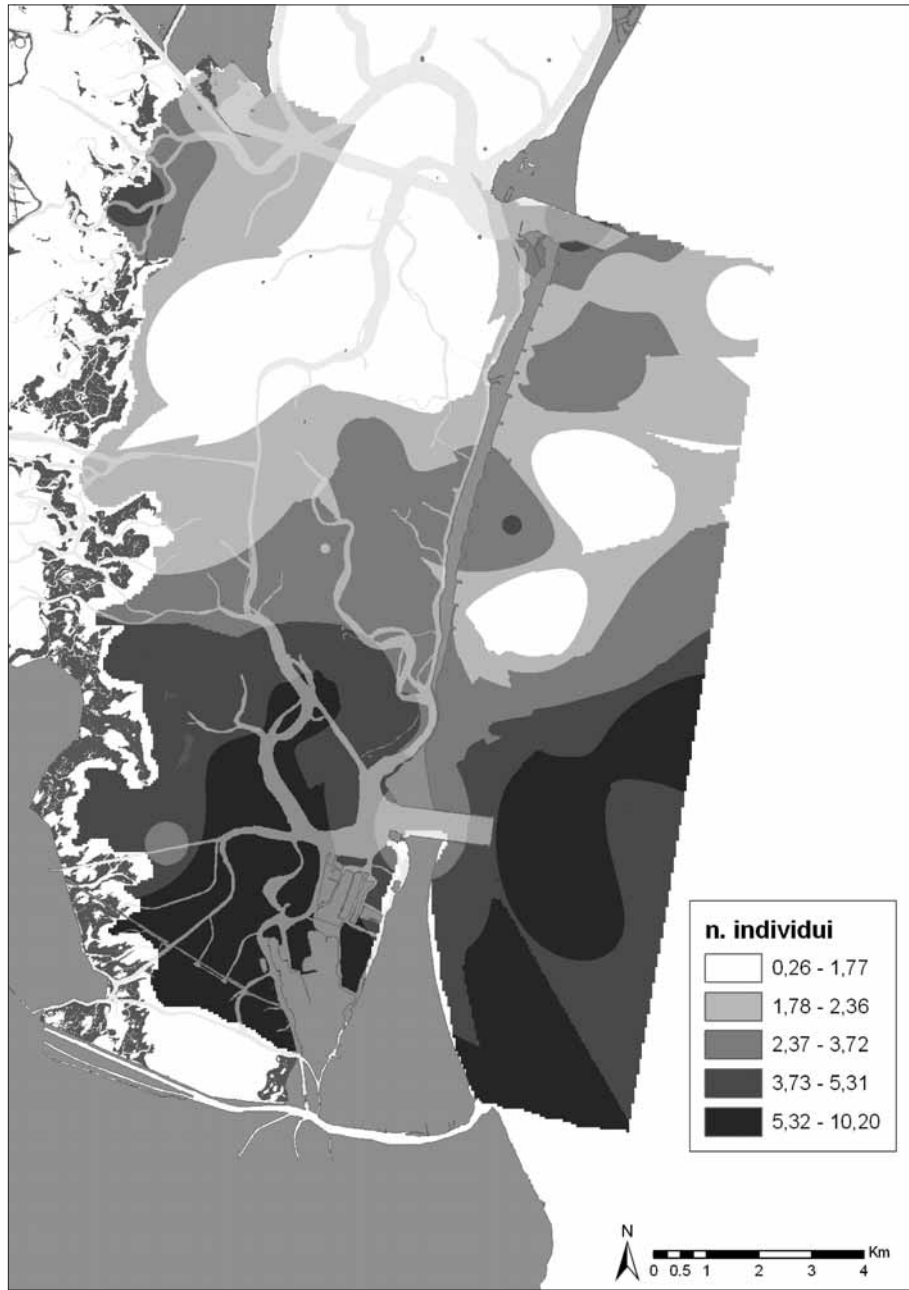 n. individui
0,26 - 1,77
1,78 - 2,36
2,37 - 3,72
3,73 - 5,31
5,32 - 10,20
N
Km
0 0.5 1 2 3 4